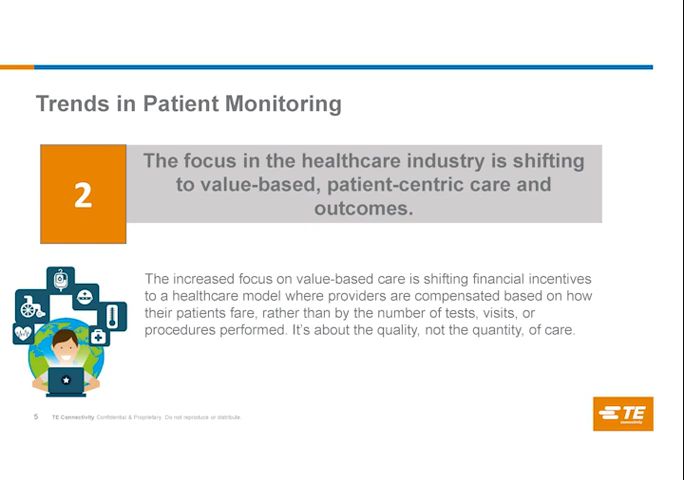 Trends in Patient Monitoring
2
The focus in the healthcare industry is shifting
to value-based, patient-centric care and
outcomes.
The increased focus on value-based care is shifting financial incentives
to a healthcare model where providers are compensated based on how
their patients fare, rather than by the number of tests, visits, or
procedures performed. It’s about the quality, not the quantity, of care.
5
TE Connectivity Confidential & Proprietary. Do not reproduce or distribute.
TE
connectivity